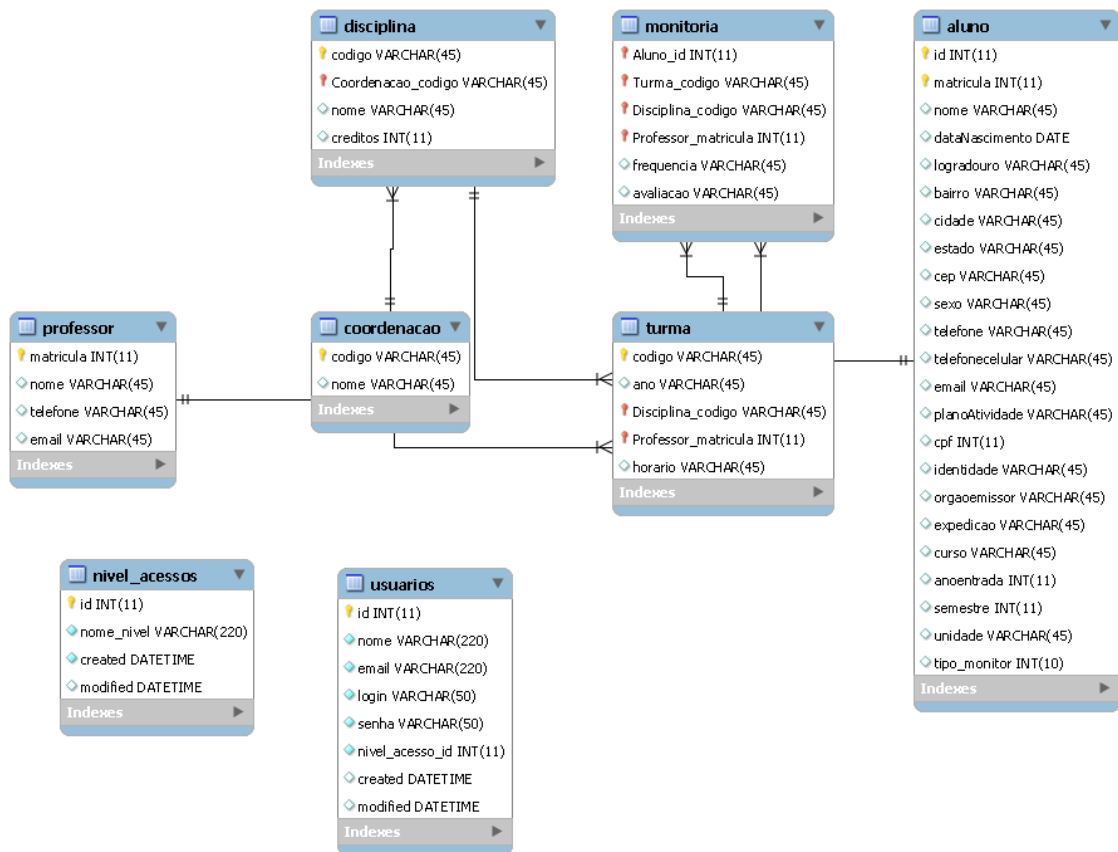 disciplina
codigo VARCHAR(45)
Coordenacao_codigo VARCHAR(45)
nome VARCHAR(45)
creditos INT(11)
Indexes
monitoria
Aluno_id INT(11)
Turma_codigo VARCHAR(45)
Disciplina_codigo VARCHAR(45)
Professor_matricula INT(11)
frequência VARCHAR(45)
avaliacao VARCHAR(45)
Indexes
aluno
id INT(11)
matricula INT(11)
nome VARCHAR(45)
dataNascimento DATE
logradouro VARCHAR(45)
bairro VARCHAR(45)
cidade VARCHAR(45)
estado VARCHAR(45)
cep VARCHAR(45)
sexo VARCHAR(45)
telefone VARCHAR(45)
telefonecelular VARCHAR(45)
email VARCHAR(45)
planoAtividade VARCHAR(45)
cpf INT(11)
identidade VARCHAR(45)
orgaoemissor VARCHAR(45)
expedicao VARCHAR(45)
curso VARCHAR(45)
anoentrada INT(11)
semestre INT(11)
unidade VARCHAR(45)
tipo_monitor INT(10)
Indexes
professor
matricula INT(11)
nome VARCHAR(45)
telefone VARCHAR(45)
email VARCHAR(45)
Indexes
coordenacao
codigo VARCHAR(45)
nome VARCHAR(45)
Indexes
turma
codigo VARCHAR(45)
ano VARCHAR(45)
Disciplina_codigo VARCHAR(45)
Professor_matricula INT(11)
horario VARCHAR(45)
Indexes
nivel_acessos
id INT(11)
nome_nivel VARCHAR(220)
created DATETIME
modified DATETIME
Indexes
usuarios
id INT(11)
nome VARCHAR(220)
email VARCHAR(220)
login VARCHAR(50)
senha VARCHAR(50)
nivel_acesso_id INT(11)
created DATETIME
modified DATETIME
Indexes